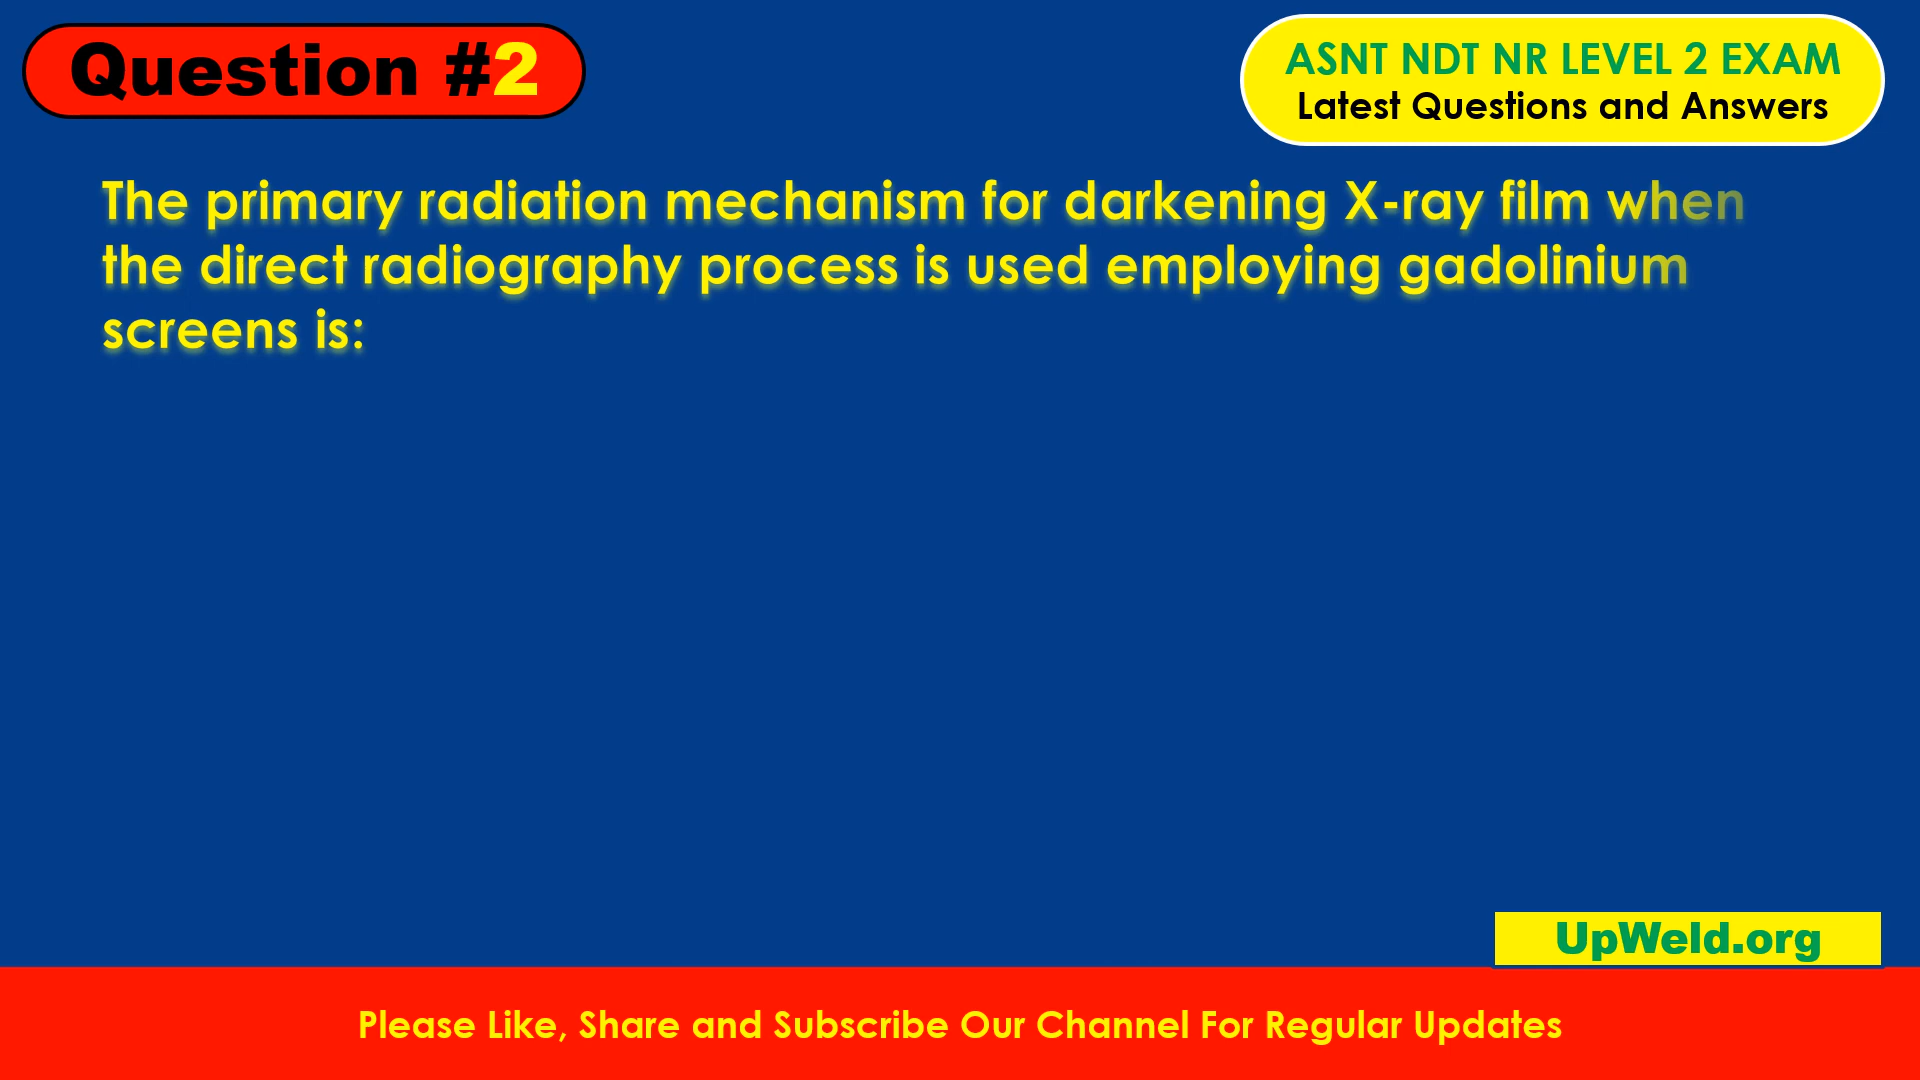 Question #2
ASNT NDT NR LEVEL 2 EXAM
Latest Questions and Answers
The primary radiation mechanism for darkening X-ray film when
the direct radiography process is used employing gadolinium
screens is:
UpWeld.org
Please Like, Share and Subscribe Our Channel For Regular Updates